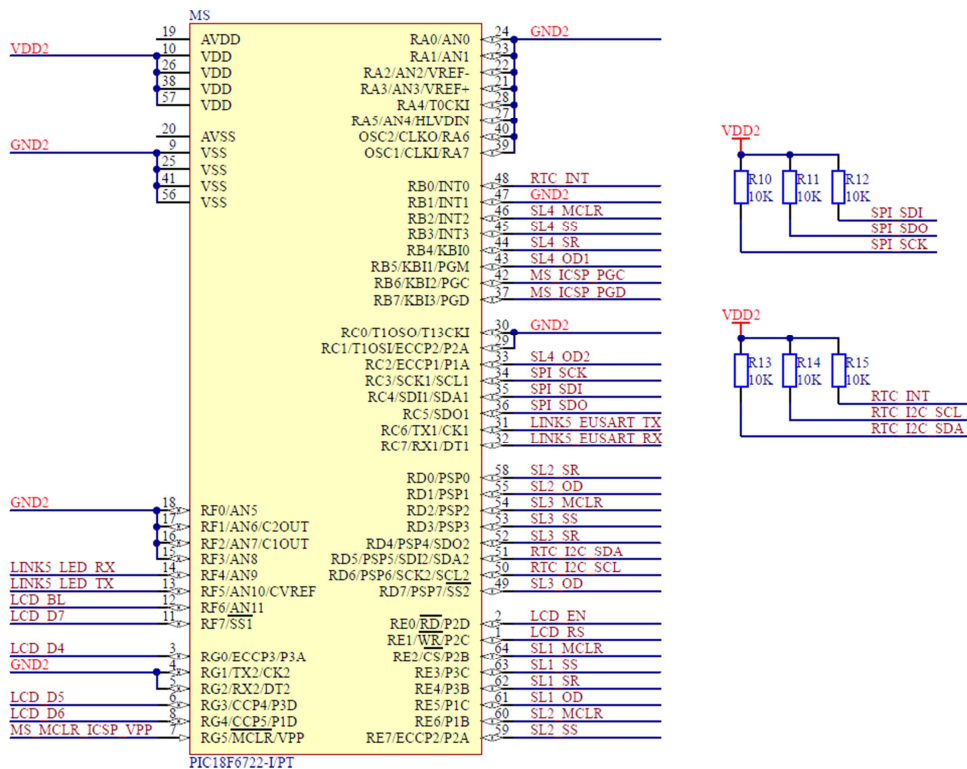 MS
19 AVDD
VDD2 10 VDD
26 VDD
38 VDD
57 VDD
20 AVSS
GND2 9 VSS
25 VSS
41 VSS
56 VSS
RA0/AN0 24 GND2
RA1/AN1 23
RA2/AN2/VREF- 22
RA3/AN3/VREF+ 21
RA4/T0CKI 28
RA5/AN4/HLVDIN 27
OSC2/CLKO/RA6 40
OSC1/CLKI/RA7 39
RB0/INT0 48 RTC_INT
RB1/INT1 47 GND2
RB2/INT2 46 SL4_MCLR
RB3/INT3 45 SL4_SS
RB4/KBI0 44 SL4_SR
RB5/KBI1/PGM 43 SL4_OD1
RB6/KBI2/PGC 42 MS_ICSP_PGC
RB7/KBI3/PGD 37 MS_ICSP_PGD
RC0/T1OSO/T13CKI 30 GND2
RC1/T1OSI/ECCP2/P2A 29
RC2/ECCP1/P1A 33 SL4_OD2
RC3/SCK1/SCL1 34 SPI_SCK
RC4/SDI1/SDA1 35 SPI_SDI
RC5/SDO1 36 SPI_SDO
RC6/TX1/CK1 31 LINK5_EUSART_TX
RC7/RX1/DT1 32 LINK5_EUSART_RX
RD0/PSP0 58 SL2_SR
RD1/PSP1 55 SL2_OD
RD2/PSP2 54 SL3_MCLR
RD3/PSP3 53 SL3_SS
RD4/PSP4/SDO2 52 SL3_SR
RD5/PSP5/SDI2/SDA2 51 RTC_I2C_SDA
RD6/PSP6/SCK2/SCL2 50 RTC_I2C_SCL
RD7/PSP7/SS2 49 SL3_OD
GND2 18 RF0/AN5
17 RF1/AN6/C2OUT
16 RF2/AN7/C1OUT
15 RF3/AN8
LINK5_LED_RX 14 RF4/AN9
LINK5_LED_TX 13 RF5/AN10/CVREF
LCD_BL 12 RF6/AN11
LCD_D7 11 RF7/SS1
RE0/RD/P2D 2 LCD_EN
RE1/WR/P2C 1 LCD_RS
RE2/CS/P2B 64 SL1_MCLR
RE3/P3C 63 SL1_SS
RE4/P3B 62 SL1_SR
RE5/P1C 61 SL1_OD
RE6/P1B 60 SL2_MCLR
RE7/ECCP2/P2A 59 SL2_SS
LCD_D4 3 RG0/ECCP3/P3A
GND2 4 RG1/TX2/CK2
5 RG2/RX2/DT2
LCD_D5 6 RG3/CCP4/P3D
LCD_D6 8 RG4/CCP5/P1D
MS_MCLR_ICSP_VPP 7 RG5/MCLR/VPP
PIC18F6722-I/PT
VDD2
R10 R11 R12
10K 10K 10K
SPI_SDI
SPI_SDO
SPI_SCK
VDD2
R13 R14 R15
10K 10K 10K
RTC_INT
RTC_I2C_SCL
RTC_I2C_SDA